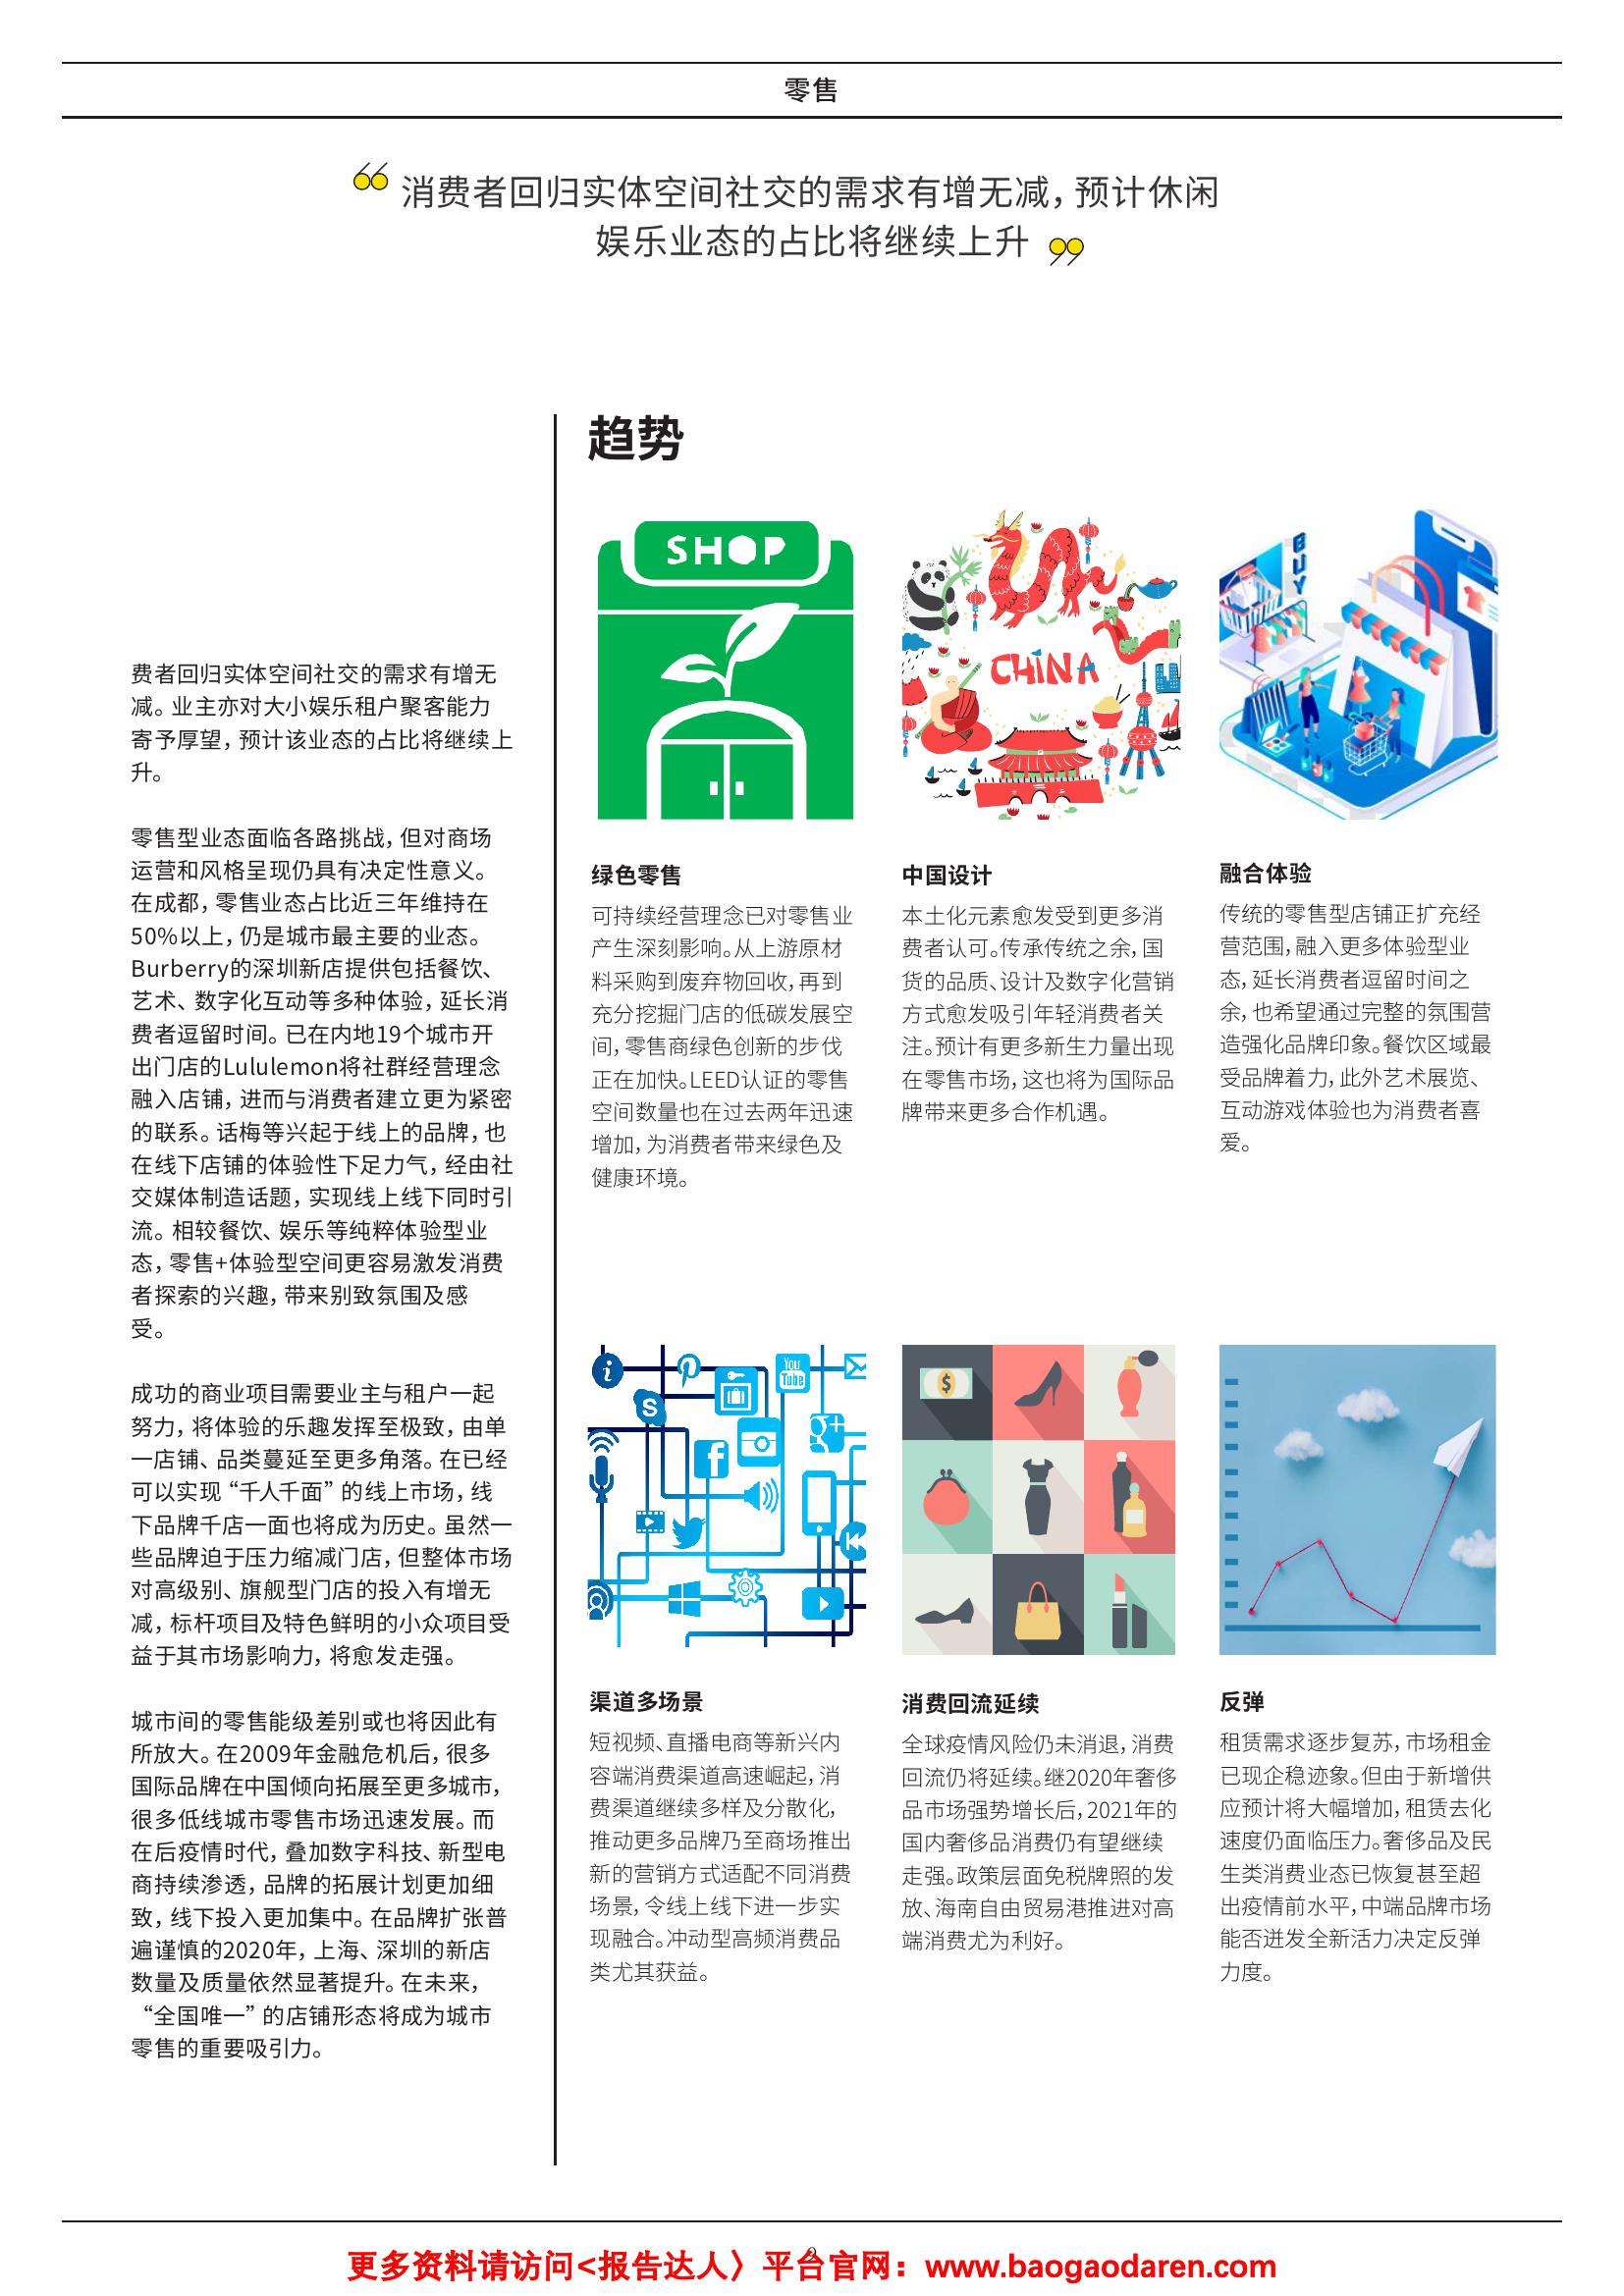 零售
消费者回归实体空间社交的需求有增无减，预计休闲
娱乐业态的占比将继续上升
费者回归实体空间社交的需求有增无
减。业主亦对大小娱乐租户聚客能力
寄予厚望，预计该业态的占比将继续上
升。
零售型业态面临各路挑战，但对商场
运营和风格呈现仍具有决定性意义。
在成都，零售业态占比近三年维持在
50%以上，仍是城市最主要的业态。
Burberry的深圳新店提供包括餐饮、
艺术、数字化互动等多种体验，延长消
费者逗留时间。已在内地19个城市开
出门店的Lululemon将社群经营理念
融入店铺，进而与消费者建立更为紧密
的联系。话梅等兴起于线上的品牌，也
在线下店铺的体验性下足力气，经由社
交媒体制造话题，实现线上线下同时引
流。相较餐饮、娱乐等纯粹体验型业
态，零售+体验型空间更容易激发消费
者探索的兴趣，带来别致氛围及感
受。
成功的商业项目需要业主与租户一起
努力，将体验的乐趣发挥至极致，由单
一店铺、品类蔓延至更多角落。在已经
可以实现“千人千面”的线上市场，线
下品牌千店一面也将成为历史。虽然一
些品牌迫于压力缩减门店，但整体市场
对高级别、旗舰型门店的投入有增无
减，标杆项目及特色鲜明的小众项目受
益于其市场影响力，将愈发走强。
城市间的零售能级差别或也将因此有
所放大。在2009年金融危机后，很多
国际品牌在中国倾向拓展至更多城市，
很多低线城市零售市场迅速发展。而
在后疫情时代，叠加数字科技、新型电
商持续渗透，品牌的拓展计划更加细
致，线下投入更加集中。在品牌扩张普
遍谨慎的2020年，上海、深圳的新店
数量及质量依然显著提升。在未来，
“全国唯一”的店铺形态将成为城市
零售的重要吸引力。
趋势
SHOP
CHINA
BUY
绿色零售
可持续经营理念已对零售业
产生深刻影响。从上游原材
料采购到废弃物回收，再到
充分挖掘门店的低碳发展空
间，零售商绿色创新的步伐
正在加快。LEED认证的零售
空间数量也在过去两年迅速
增加，为消费者带来绿色及
健康环境。
中国设计
本土化元素愈发受到更多消
费者认可。传承传统之余，国
货的品质、设计及数字化营销
方式愈发吸引年轻消费者关
注。预计有更多新生力量出现
在零售市场，这也将为国际品
牌带来更多合作机遇。
融合体验
传统的零售型店铺正扩充经
营范围，融入更多体验型业
态，延长消费者逗留时间之
余，也希望通过完整的氛围营
造强化品牌印象。餐饮区域最
受品牌着力，此外艺术展览、
互动游戏体验也为消费者喜
爱。
You
Tube
渠道多场景
短视频、直播电商等新兴内
容端消费渠道高速崛起，消
费渠道继续多样及分散化，
推动更多品牌乃至商场推出
新的营销方式适配不同消费
场景，令线上线下进一步实
现融合。冲动型高频消费品
类尤其获益。
消费回流延续
全球疫情风险仍未消退，消费
回流仍将延续。继2020年奢侈
品市场强势增长后，2021年的
国内奢侈品消费仍有望继续
走强。政策层面免税牌照的发
放、海南自由贸易港推进对高
端消费尤为利好。
反弹
租赁需求逐步复苏，市场租金
已现企稳迹象。但由于新增供
应预计将大幅增加，租赁去化
速度仍面临压力。奢侈品及民
生类消费业态已恢复甚至超
出疫情前水平，中端品牌市场
能否迸发全新活力决定反弹
力度。
更多资料请访问<报告达人〉平台官网：www.baogaodaren.com